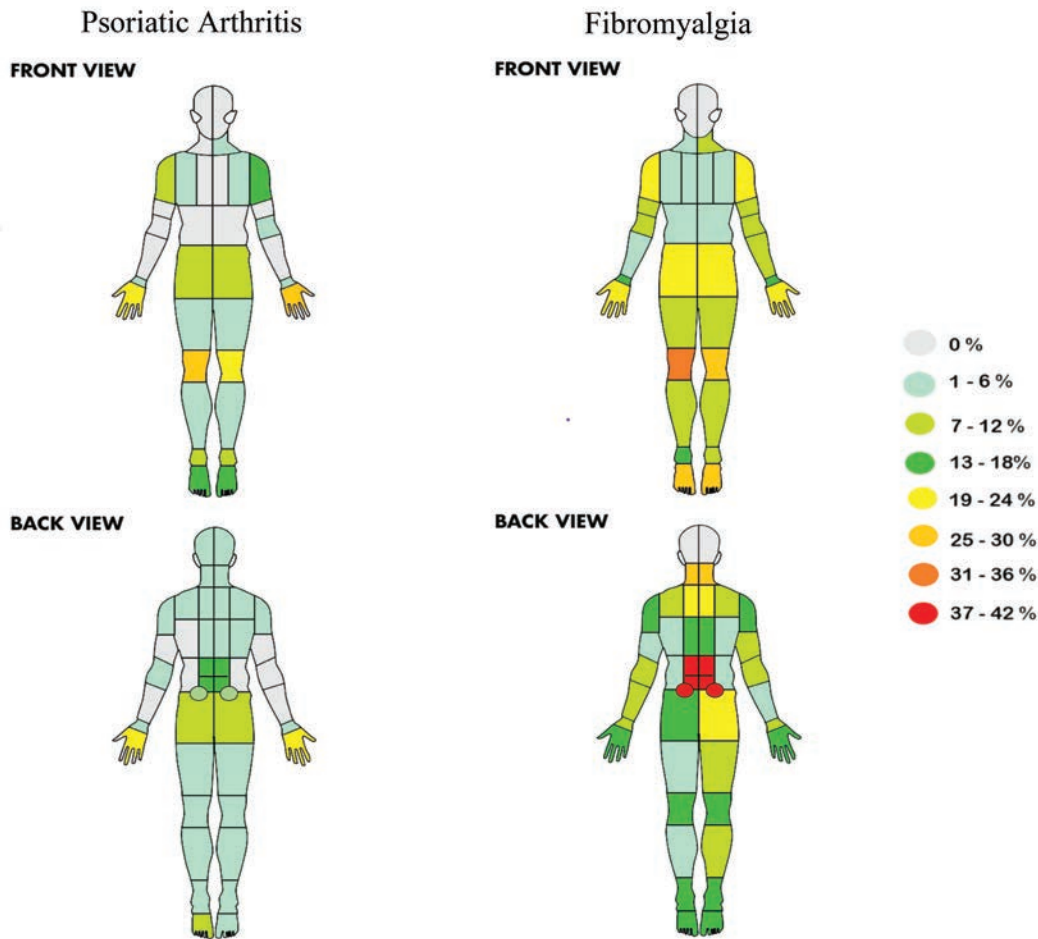 Psoriatic Arthritis
Fibromyalgia
FRONT VIEW
FRONT VIEW
0 %
1 - 6 %
7 - 12 %
13 - 18%
19 - 24 %
25 - 30 %
31 - 36 %
37 - 42 %
BACK VIEW
BACK VIEW